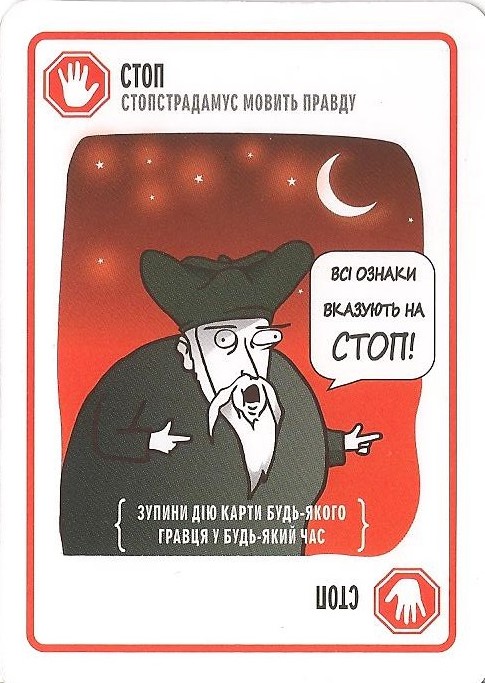 СТОП
СТОПСТРАДАМУС МОВИТЬ ПРАВДУ
ВСІ ОЗНАКИ
ВКАЗУЮТЬ НА
СТОП!
ЗУПИНИ ДІЮ КАРТИ БУДЬ-ЯКОГО
ГРАВЦЯ У БУДЬ-ЯКИЙ ЧАС
СТОП